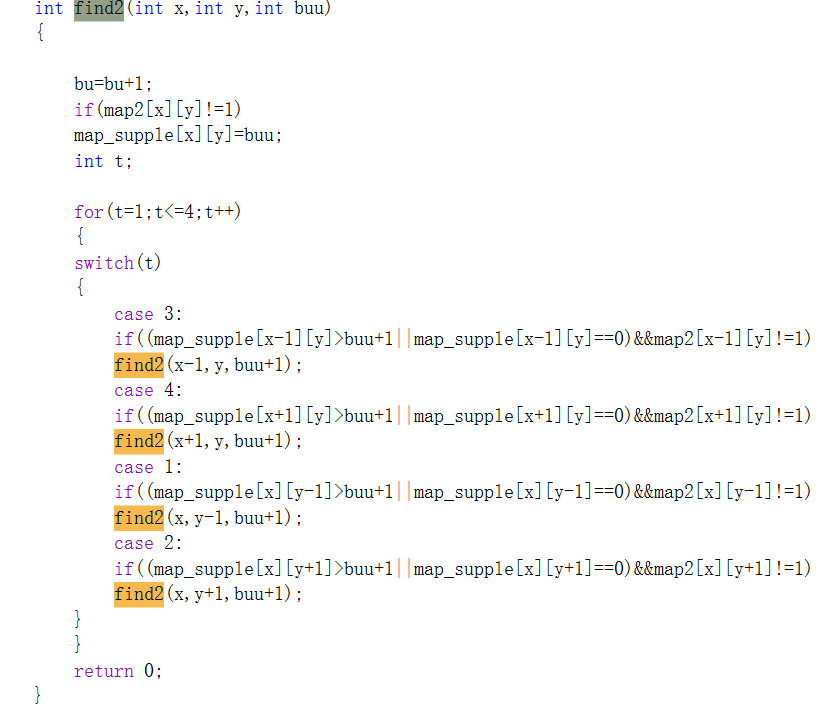 int find2(int x,int y,int buu)
{
bu=bu+1;
if(map2[x][y]!=1)
map_supple[x][y]=buu;
int t;
for(t=1;t<=4;t++)
{
switch(t)
{
case 3:
if((map_supple[x-1][y]>buu+1||map_supple[x-1][y]==0)&&map2[x-1][y]!=1)
find2(x-1,y,buu+1);
case 4:
if((map_supple[x+1][y]>buu+1||map_supple[x+1][y]==0)&&map2[x+1][y]!=1)
find2(x+1,y,buu+1);
case 1:
if((map_supple[x][y-1]>buu+1||map_supple[x][y-1]==0)&&map2[x][y-1]!=1)
find2(x,y-1,buu+1);
case 2:
if((map_supple[x][y+1]>buu+1||map_supple[x][y+1]==0)&&map2[x][y+1]!=1)
find2(x,y+1,buu+1);
}
}
return 0;
}